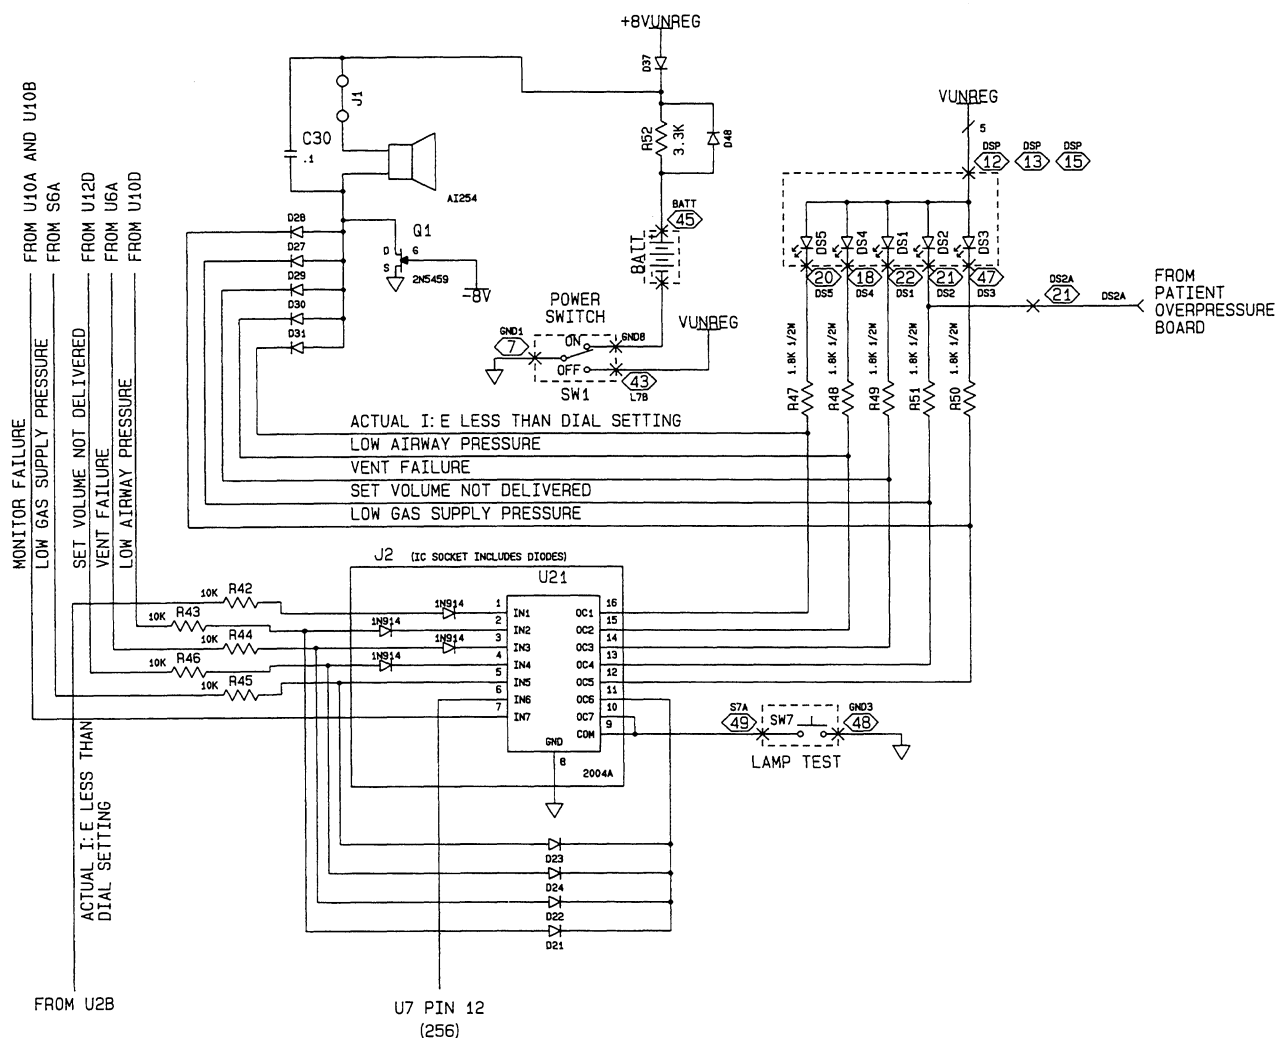 +8VUNREG
D37
J1
C30
.1
AI254
R52
3.3K
D48
VUNREG
5
DSP
DSP
DSP
12
13
15
FROM U10A AND U10B
FROM S6A
FROM U12D
FROM U6A
FROM U10D
D28
D27
D29
D30
D31
Q1
D
G
S
2N5459
-8V
BATT
45
+
BATT
DS5
DS4
DS1
DS2
DS3
20
18
22
21
47
DS5
DS4
DS1
DS2
DS3
DS2A
21
DS2A
FROM
PATIENT
OVERPRESSURE
BOARD
POWER
SWITCH
GND1
7
ON
OFF
GND8
VUNREG
43
L7B
SW1
1.8K 1/2W
1.8K 1/2W
1.8K 1/2W
1.8K 1/2W
1.8K 1/2W
R47
R48
R49
R51
R50
MONITOR FAILURE
LOW GAS SUPPLY PRESSURE
SET VOLUME NOT DELIVERED
VENT FAILURE
LOW AIRWAY PRESSURE
ACTUAL I:E LESS THAN DIAL SETTING
LOW AIRWAY PRESSURE
VENT FAILURE
SET VOLUME NOT DELIVERED
LOW GAS SUPPLY PRESSURE
J2 (IC SOCKET INCLUDES DIODES)
U21
10K R42
10K R43
10K R44
10K R46
10K R45
1N914
1N914
1N914
1N914
1 IN1 OC1 16
2 IN2 OC2 15
3 IN3 OC3 14
4 IN4 OC4 13
5 IN5 OC5 12
6 IN6 OC6 11
7 IN7 OC7 10
COM 9
GND
8
2004A
S7A
49
SW7
GND3
48
LAMP TEST
ACTUAL I:E LESS THAN
DIAL SETTING
D23
D24
D22
D21
FROM U2B
U7 PIN 12
(256)